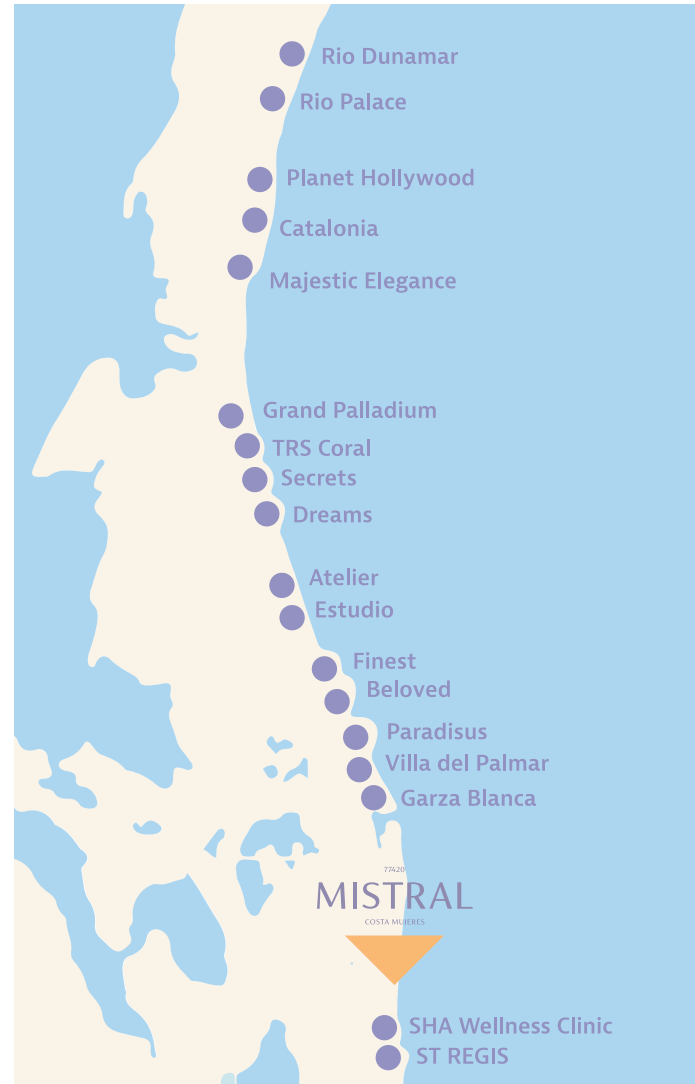 Rio Dunamar
Rio Palace
Planet Hollywood
Catalonia
Majestic Elegance
Grand Palladium
TRS Coral
Secrets
Dreams
Atelier
Estudio
Finest
Beloved
Paradisus
Villa del Palmar
Garza Blanca
77420
MISTRAL
COSTA MUJERES
SHA Wellness Clinic
ST REGIS